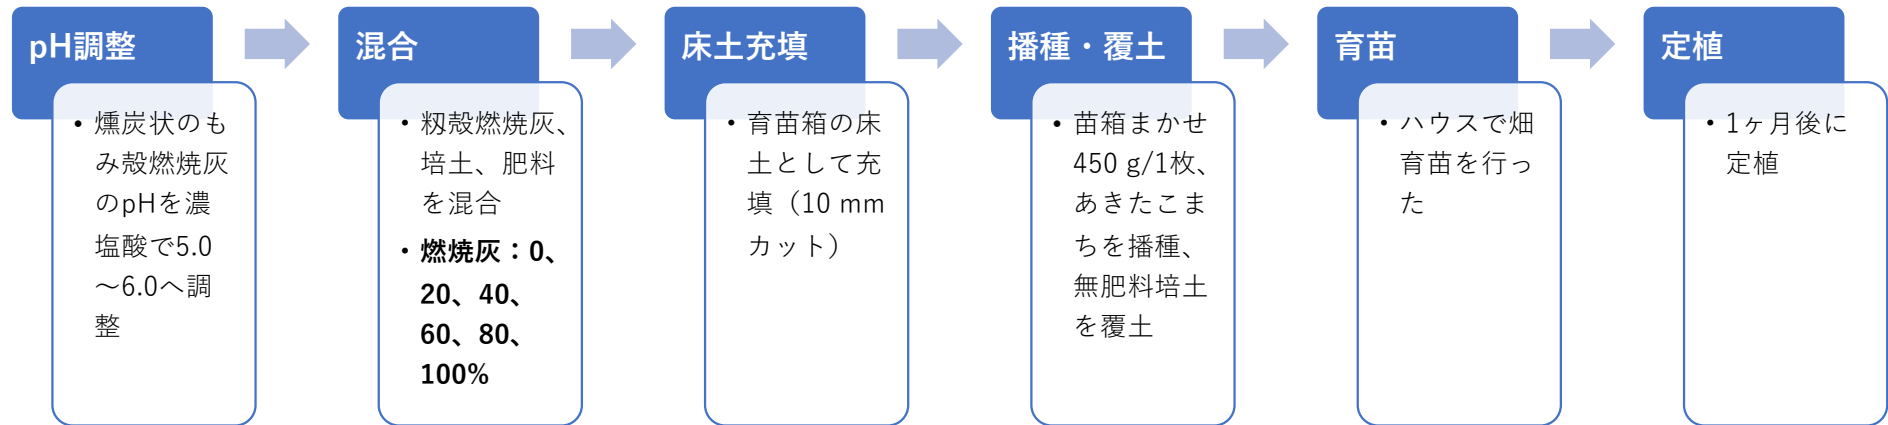 pH調整
・燻炭状のも
み殻燃焼灰
のpHを濃
塩酸で5.0
～6.0へ調
整
混合
・籾殻燃焼灰、
培土、肥料
を混合
・燃焼灰：0、
20、40、
60、80、
100%
床土充填
・育苗箱の床
土として充
填（10 mm
カット）
播種・覆土
・苗箱まかせ
450 g/1枚、
あきたこま
ちを播種、
無肥料培土
を覆土
育苗
・ハウスで畑
育苗を行っ
た
定植
・1ヶ月後に
定植